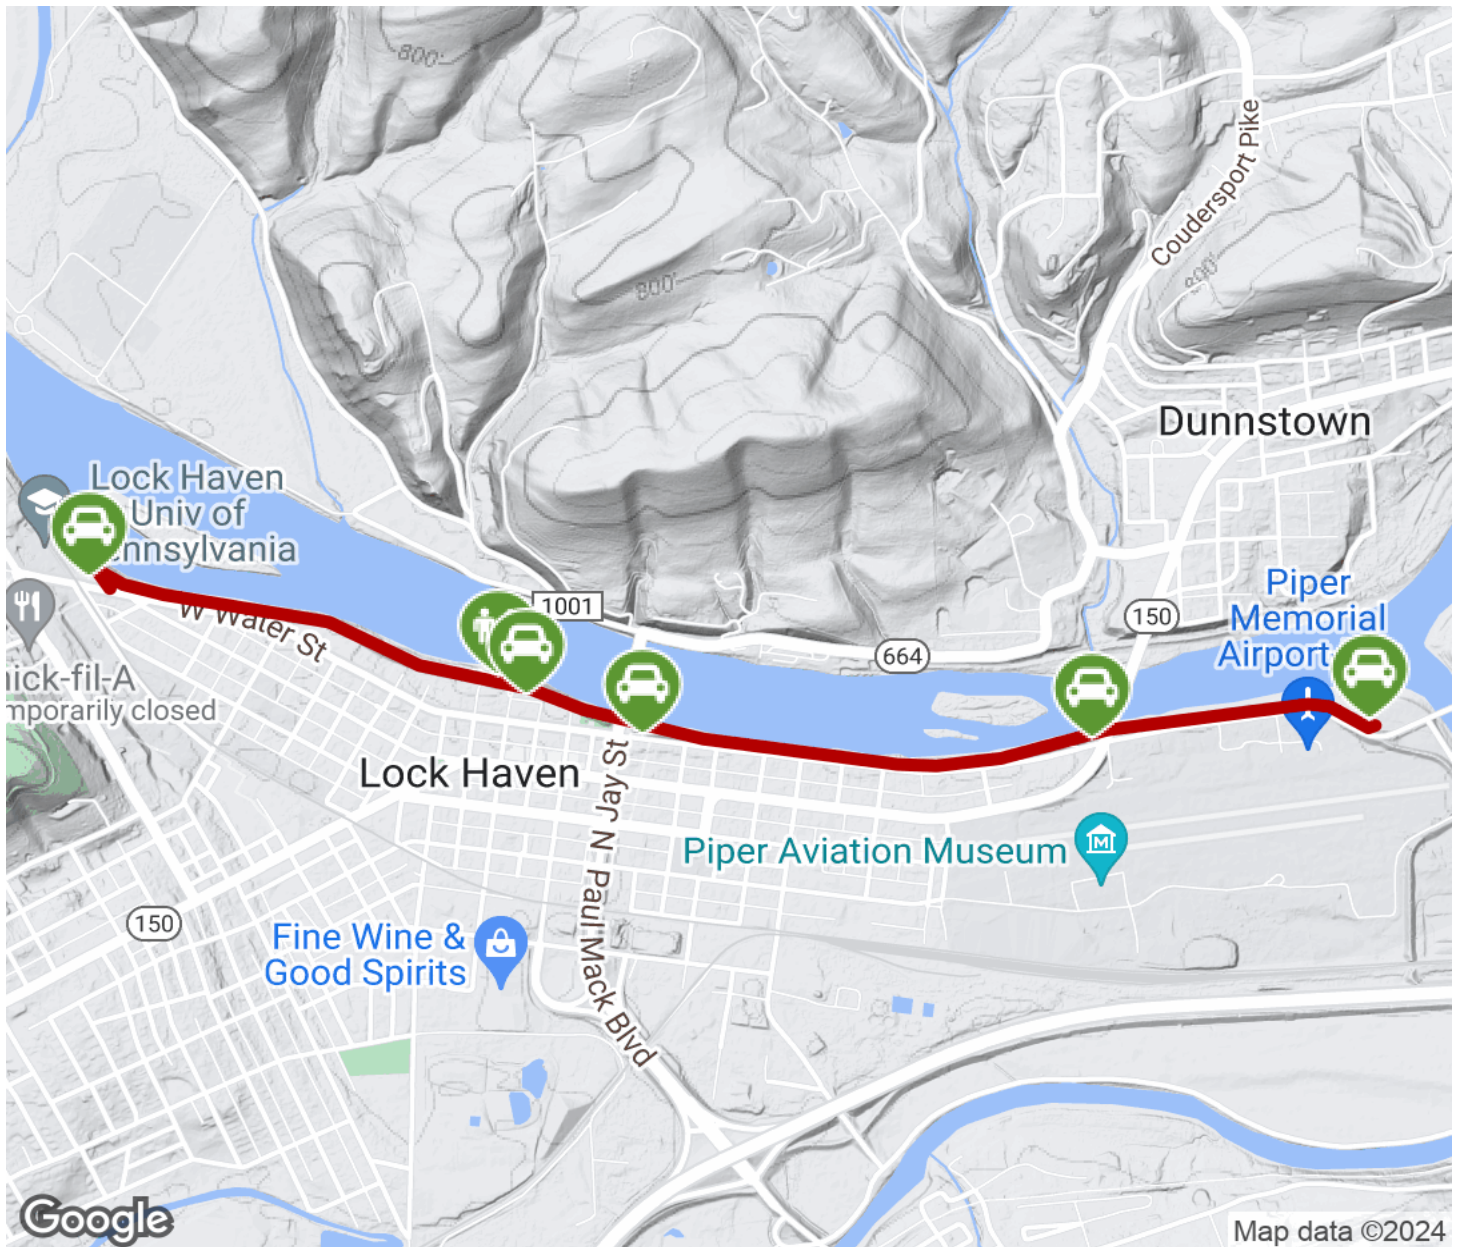 800'
Coudersport Pike
800'
800'
Dunnstown
Lock Haven
Univ of
nnsylvania
W Water St
1001
664
150
Piper
Memorial
Airport
hick-fil-A
mporarily closed
Lock Haven
N Jay St
Piper Aviation Museum
M
150
Fine Wine &
Good Spirits
Paul Mack Blvd
Google
Map data ©2024